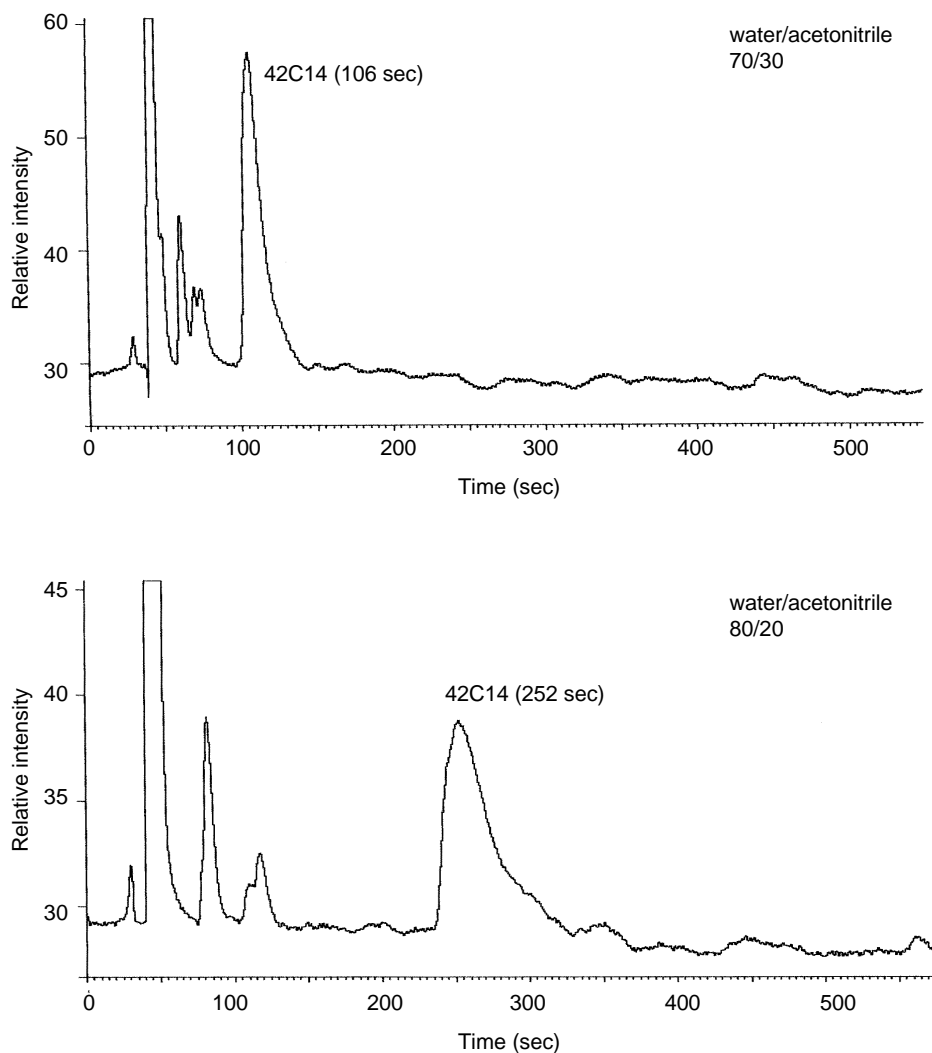 60
50
40
30
Relative intensity
water/acetonitrile
70/30
42C14 (106 sec)
0 100 200 300 400 500
Time (sec)
45
40
35
30
Relative intensity
water/acetonitrile
80/20
42C14 (252 sec)
0 100 200 300 400 500
Time (sec)